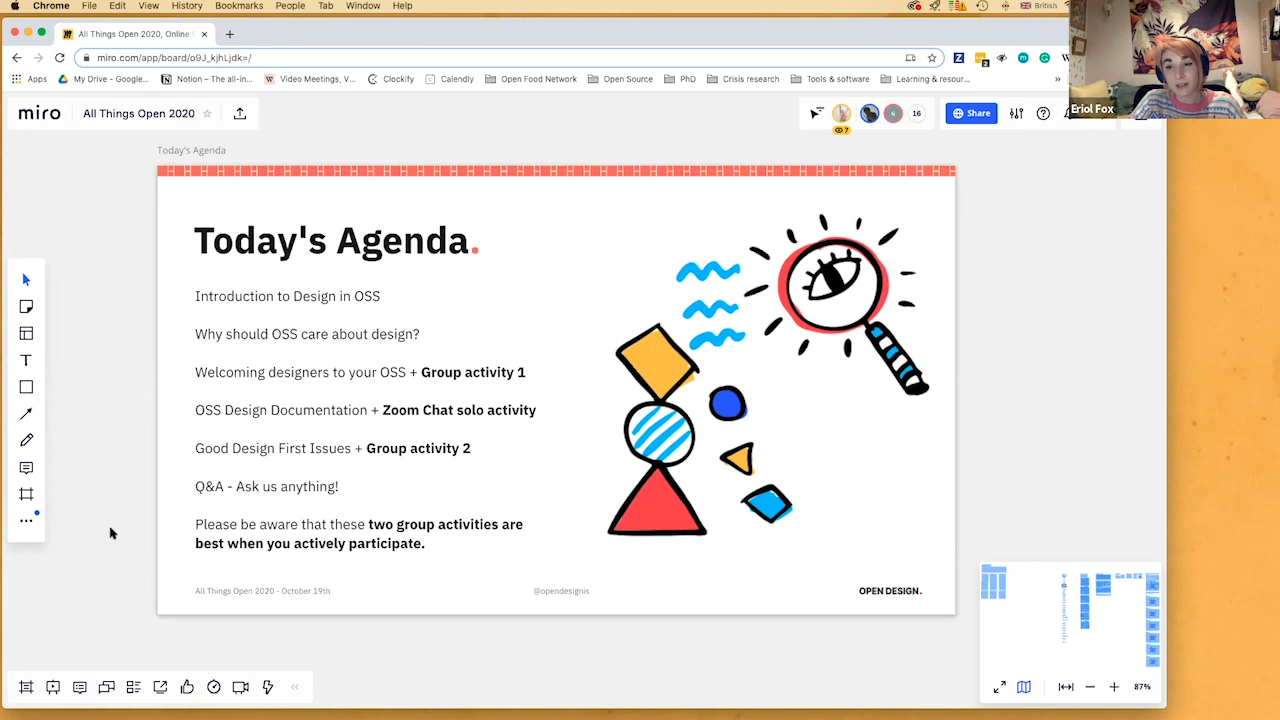 Chrome File Edit View History Bookmarks People Tab Window Help
British
All Things Open 2020, Online
miro.com/app/board/o9J_kjhLjdk=/
Apps My Drive - Google... Notion – The all-in... Video Meetings, V... Clockify Calendly Open Food Network Open Source PhD Crisis research Tools & software Learning & resour... »
Eriol Fox
miro All Things Open 2020
7
16
Share
Today's Agenda
Today's Agenda.
Introduction to Design in OSS
Why should OSS care about design?
Welcoming designers to your OSS + Group activity 1
OSS Design Documentation + Zoom Chat solo activity
Good Design First Issues + Group activity 2
Q&A - Ask us anything!
Please be aware that these two group activities are
best when you actively participate.
All Things Open 2020 - October 19th
@opendesignis
OPEN DESIGN.
87%